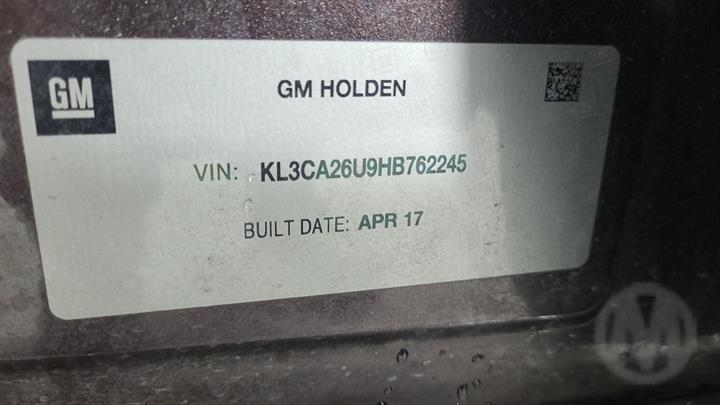 GM
GM HOLDEN
VIN: KL3CA26U9HB762245
BUILT DATE: APR 17
M